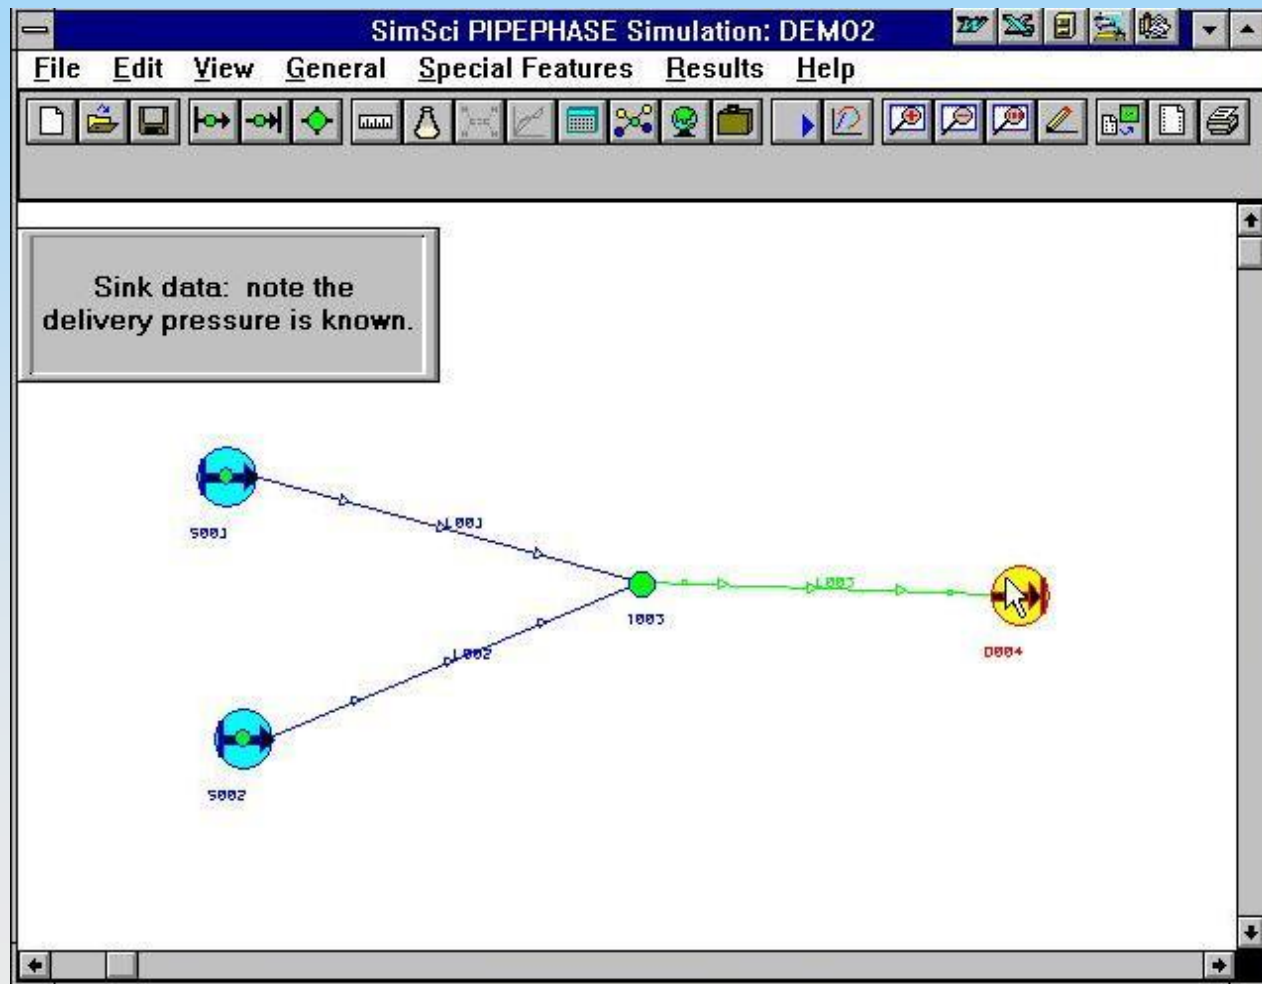 SimSci PIPEPHASE Simulation: DEMO2
File Edit View General Special Features Results Help
Sink data: note the
delivery pressure is known.
S001
L001
L003
J003
L002
D004
S002